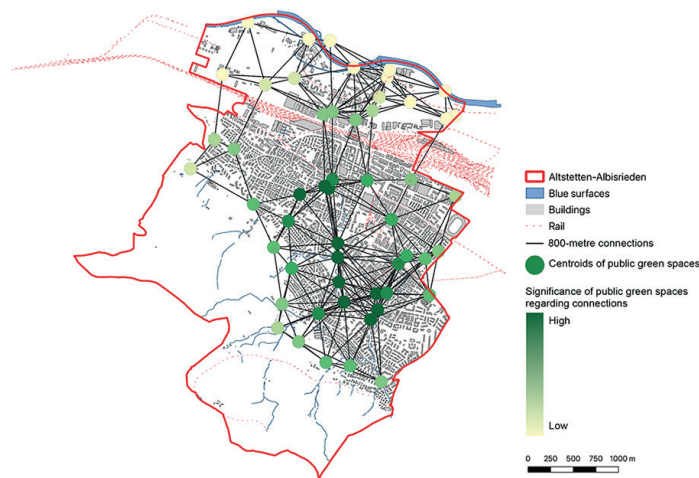 Altstetten-Albisrieden
Blue surfaces
Buildings
Rail
800-metre connections
Centroids of public green spaces
Significance of public green spaces
regarding connections
High
Low
0 250 500 750 1000 m